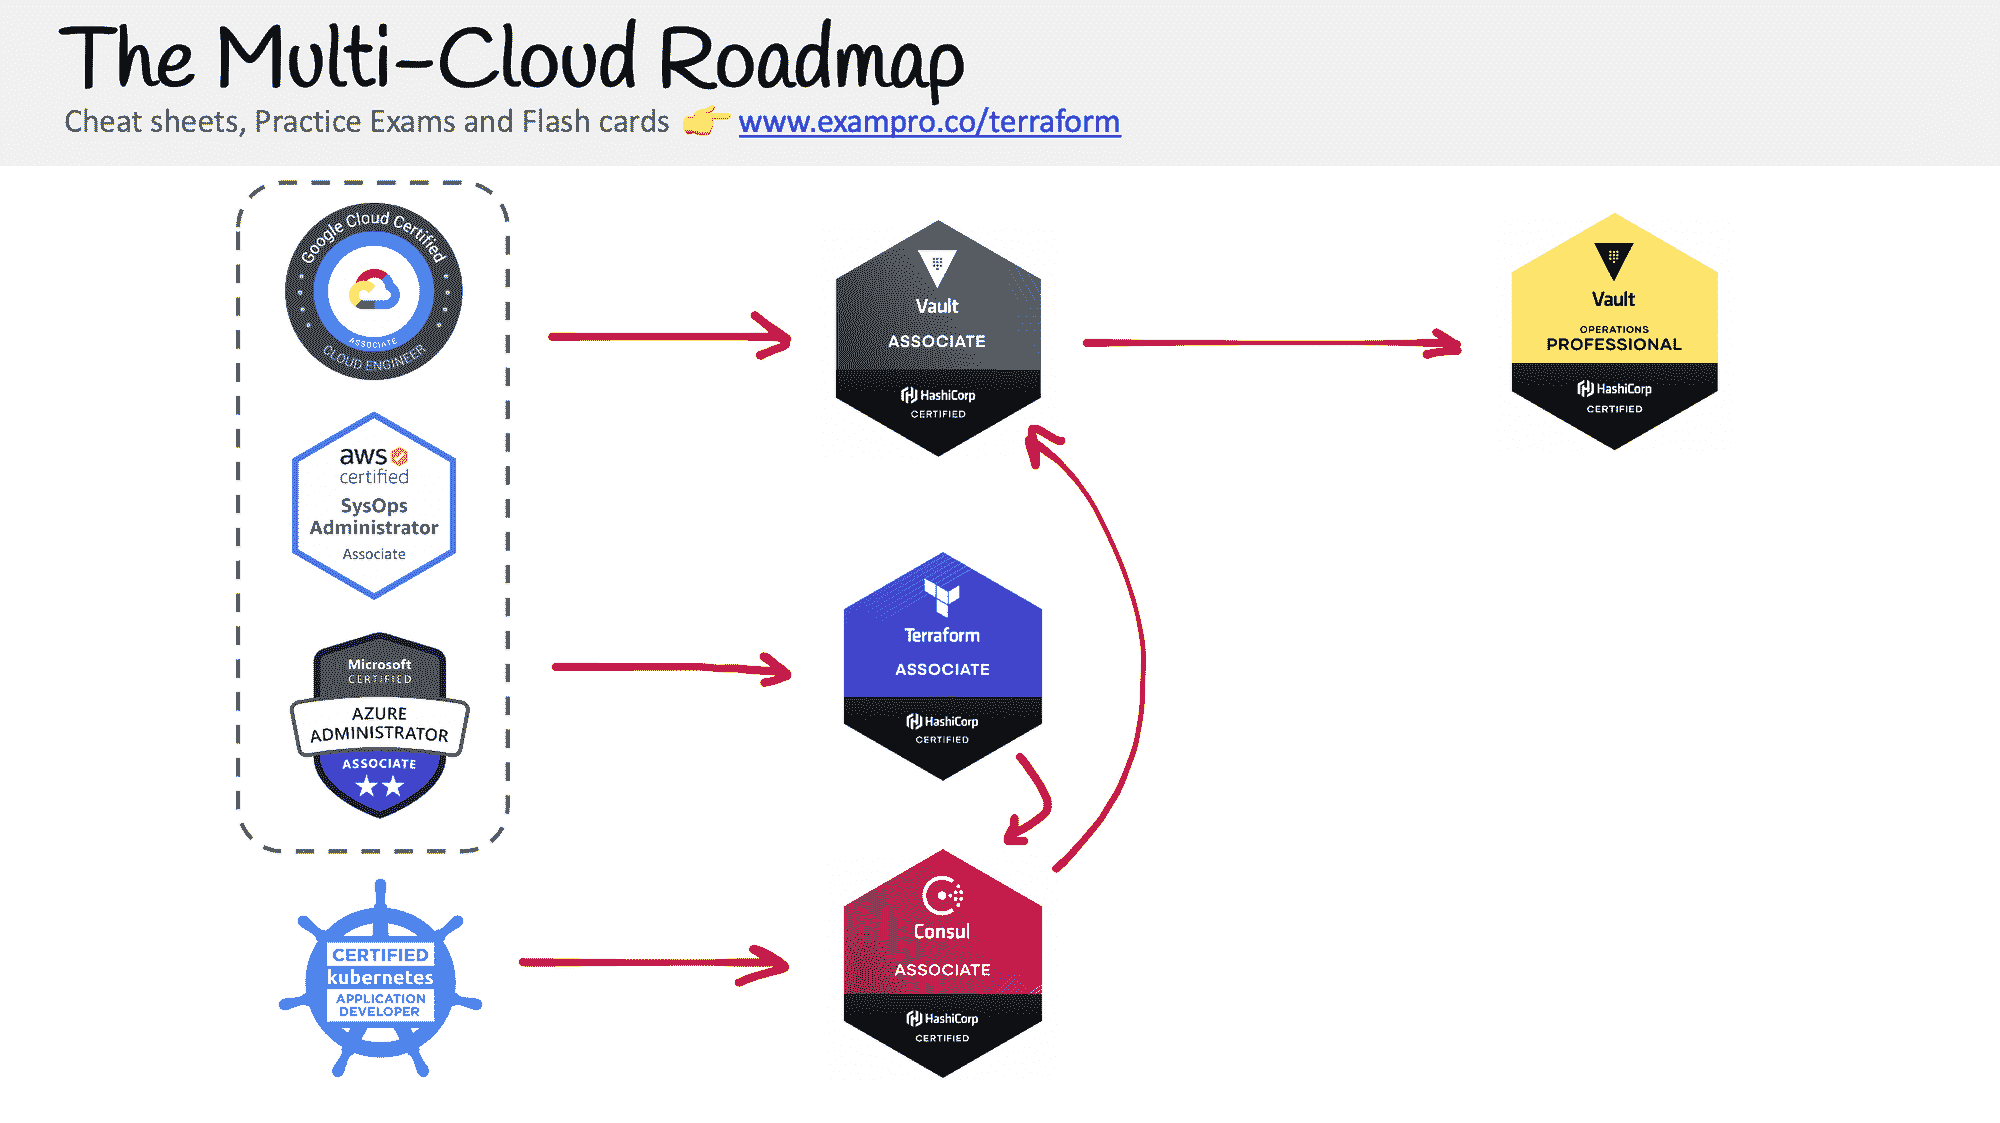 The Multi-Cloud Roadmap
Cheat sheets, Practice Exams and Flash cards 👉 www.exampro.co/terraform
Google Cloud Certified
ASSOCIATE
CLOUD ENGINEER
aws
certified
SysOps
Administrator
Associate
Microsoft
CERTIFIED
AZURE
ADMINISTRATOR
ASSOCIATE
CERTIFIED
kubernetes
APPLICATION
DEVELOPER
Vault
ASSOCIATE
HashiCorp
CERTIFIED
Terraform
ASSOCIATE
HashiCorp
CERTIFIED
Consul
ASSOCIATE
HashiCorp
CERTIFIED
Vault
OPERATIONS
PROFESSIONAL
HashiCorp
CERTIFIED